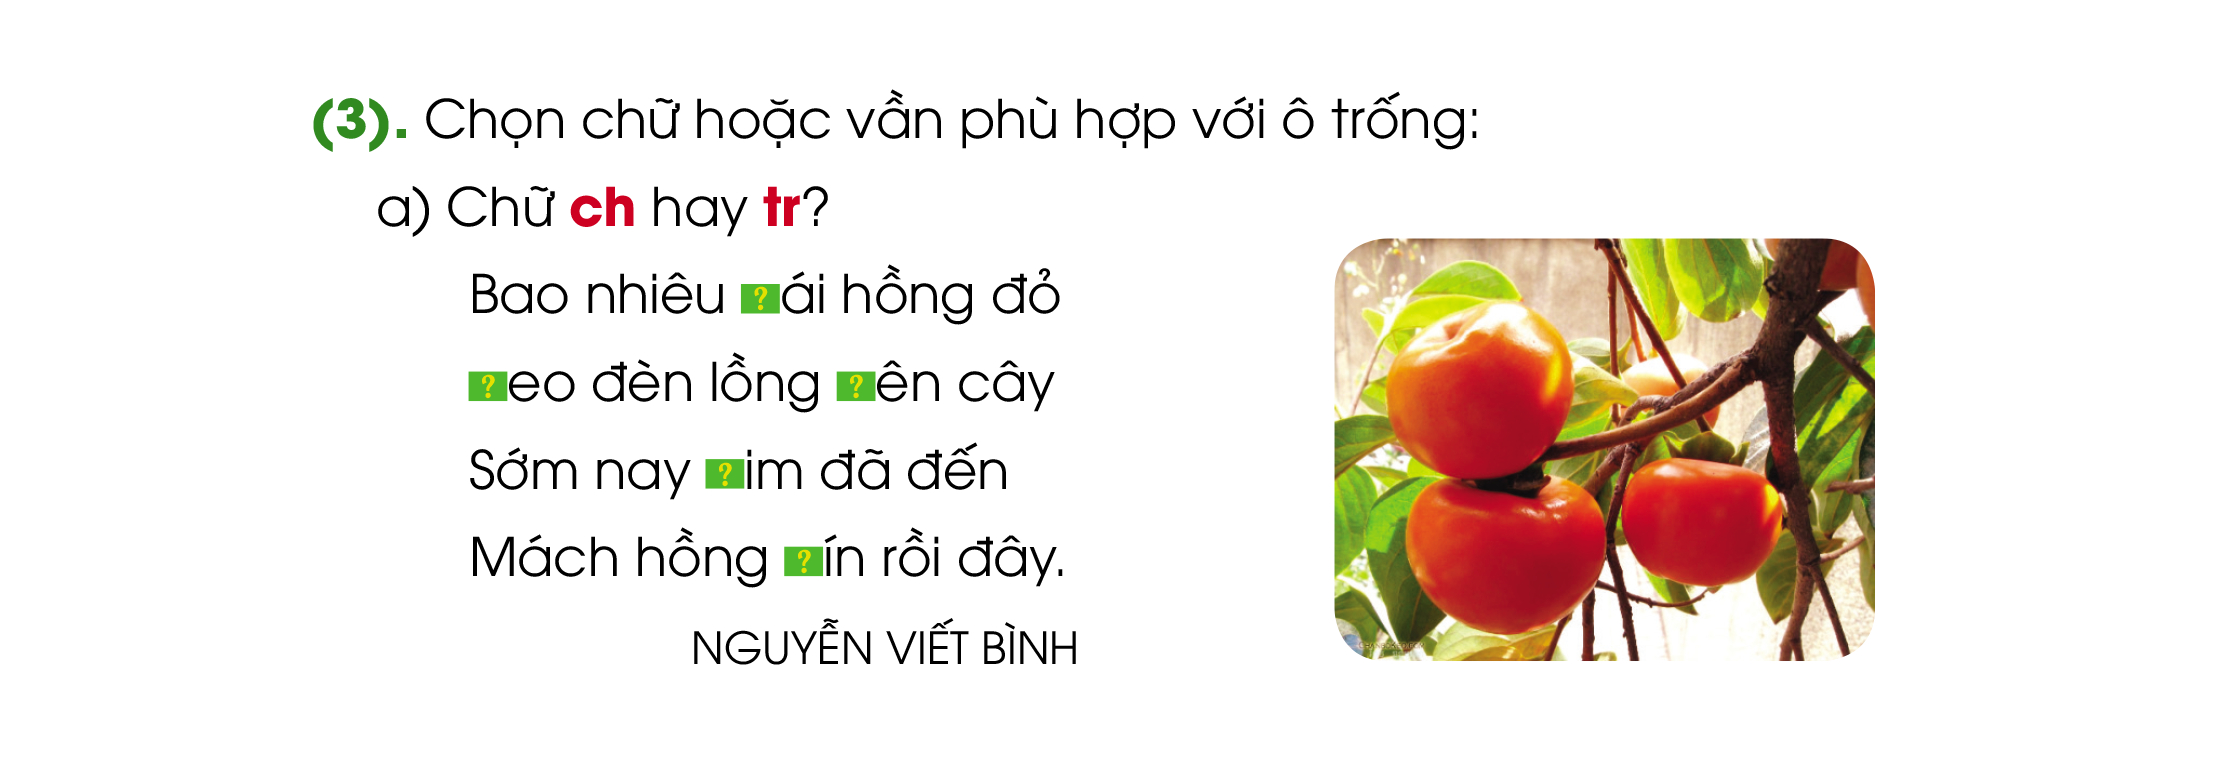 (3). Chọn chữ hoặc vần phù hợp với ô trống:
a) Chữ ch hay tr?
Bao nhiêu ?ái hồng đỏ
?eo đèn lồng ?ên cây
Sớm nay ?im đã đến
Mách hồng ?ín rồi đây.
NGUYỄN VIẾT BÌNH